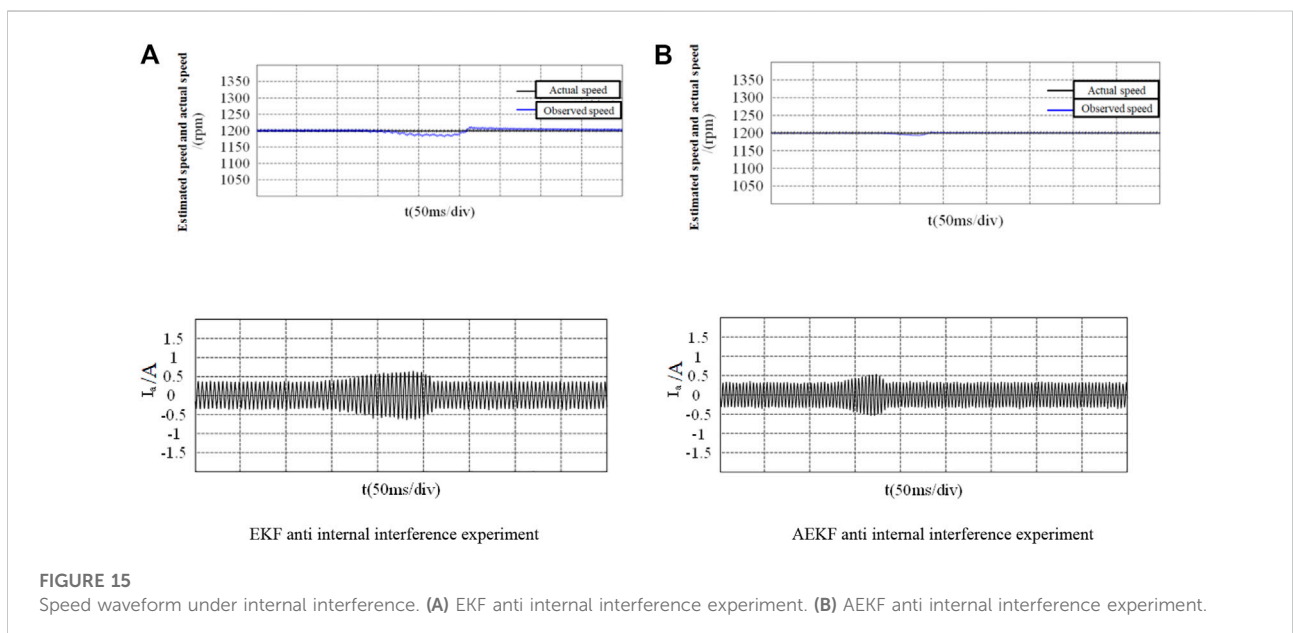 A
Estimated speed and actual speed
/(rpm)
1350
1300
1250
1200
1150
1100
1050
Actual speed
Observed speed
t(50ms/div)
Ia/A
1.5
1
0.5
0
-0.5
-1
-1.5
t(50ms/div)
EKF anti internal interference experiment
B
Estimated speed and actual speed
/(rpm)
1350
1300
1250
1200
1150
1100
1050
Actual speed
Observed speed
t(50ms/div)
Ia/A
1.5
1
0.5
0
-0.5
-1
-1.5
t(50ms/div)
AEKF anti internal interference experiment
FIGURE 15
Speed waveform under internal interference. (A) EKF anti internal interference experiment. (B) AEKF anti internal interference experiment.